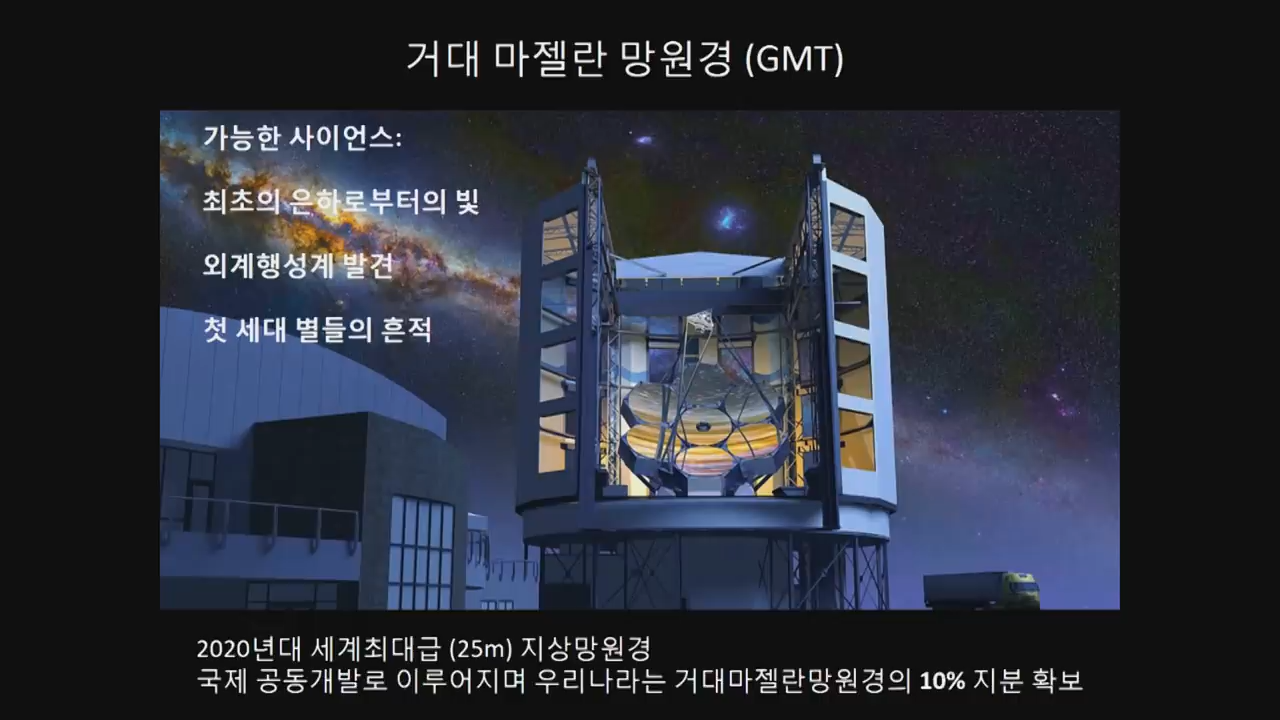 거대 마젤란 망원경 (GMT)
가능한 사이언스:
최초의 은하로부터의 빛
외계행성계 발견
첫 세대 별들의 흔적
2020년대 세계최대급 (25m) 지상망원경
국제 공동개발로 이루어지며 우리나라는 거대마젤란망원경의 10% 지분 확보